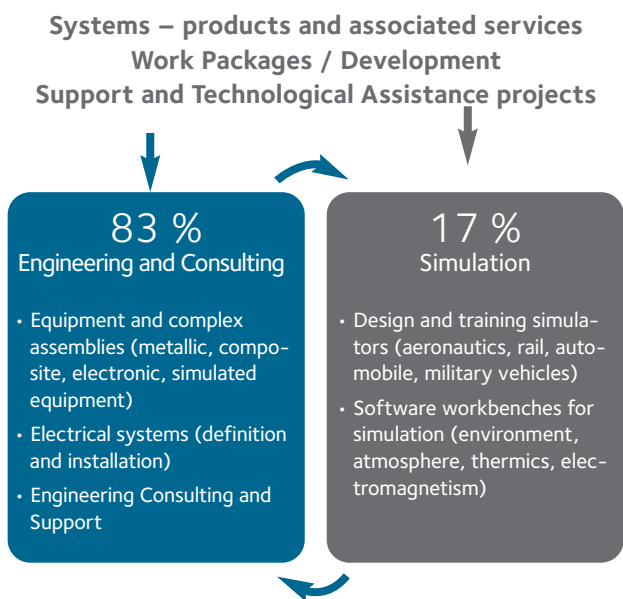 Systems – products and associated services
Work Packages / Development
Support and Technological Assistance projects
83 %
Engineering and Consulting
• Equipment and complex
assemblies (metallic, compo-
site, electronic, simulated
equipment)
• Electrical systems (definition
and installation)
• Engineering Consulting and
Support
17 %
Simulation
• Design and training simula-
tors (aeronautics, rail, auto-
mobile, military vehicles)
• Software workbenches for
simulation (environment,
atmosphere, thermics, elec-
tromagnetism)